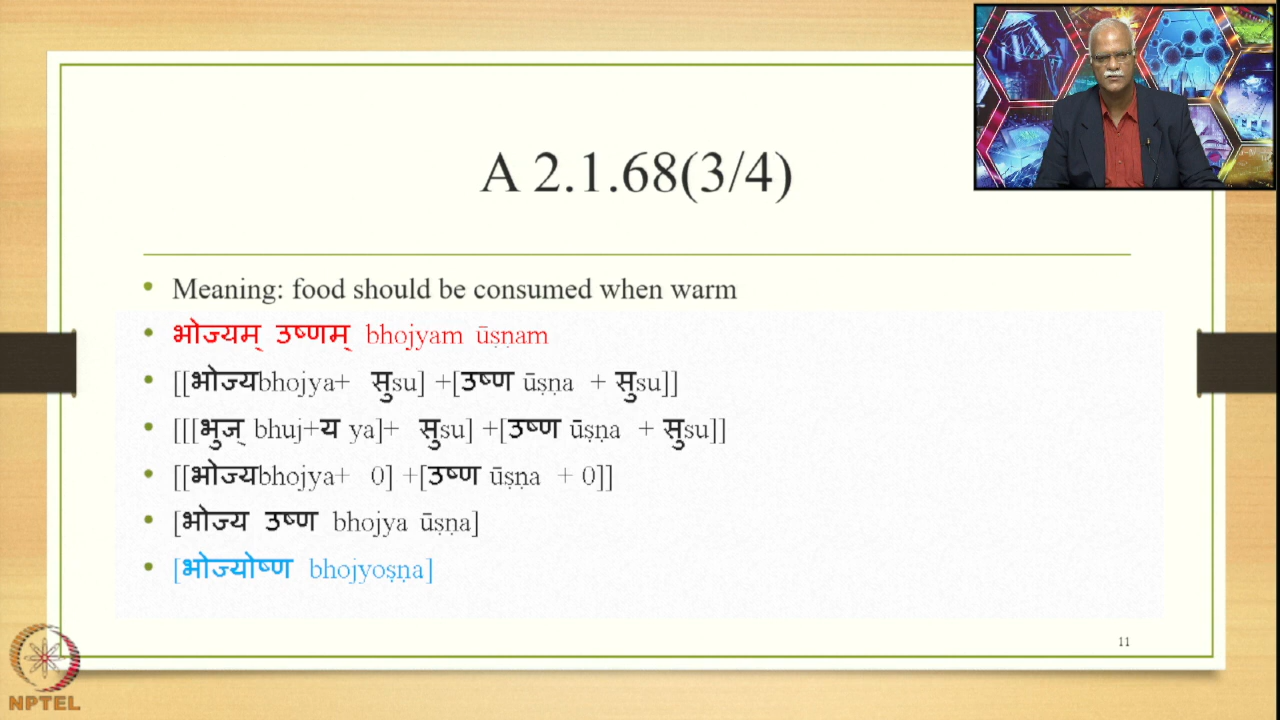 A 2.1.68(3/4)
• Meaning: food should be consumed when warm
• भोज्यम् उष्णम् bhojyam ūṣṇam
• [[भोज्यbhojya+ सुsu] +[उष्ण ūṣṇa + सुsu]]
• [[[भुज् bhuj+य ya]+ सुsu] +[उष्ण ūṣṇa + सुsu]]
• [[भोज्यbhojya+ 0] +[उष्ण ūṣṇa + 0]]
• [भोज्य उष्ण bhojya ūṣṇa]
• [भोज्योष्ण bhojyoṣṇa]
11
NPTEL